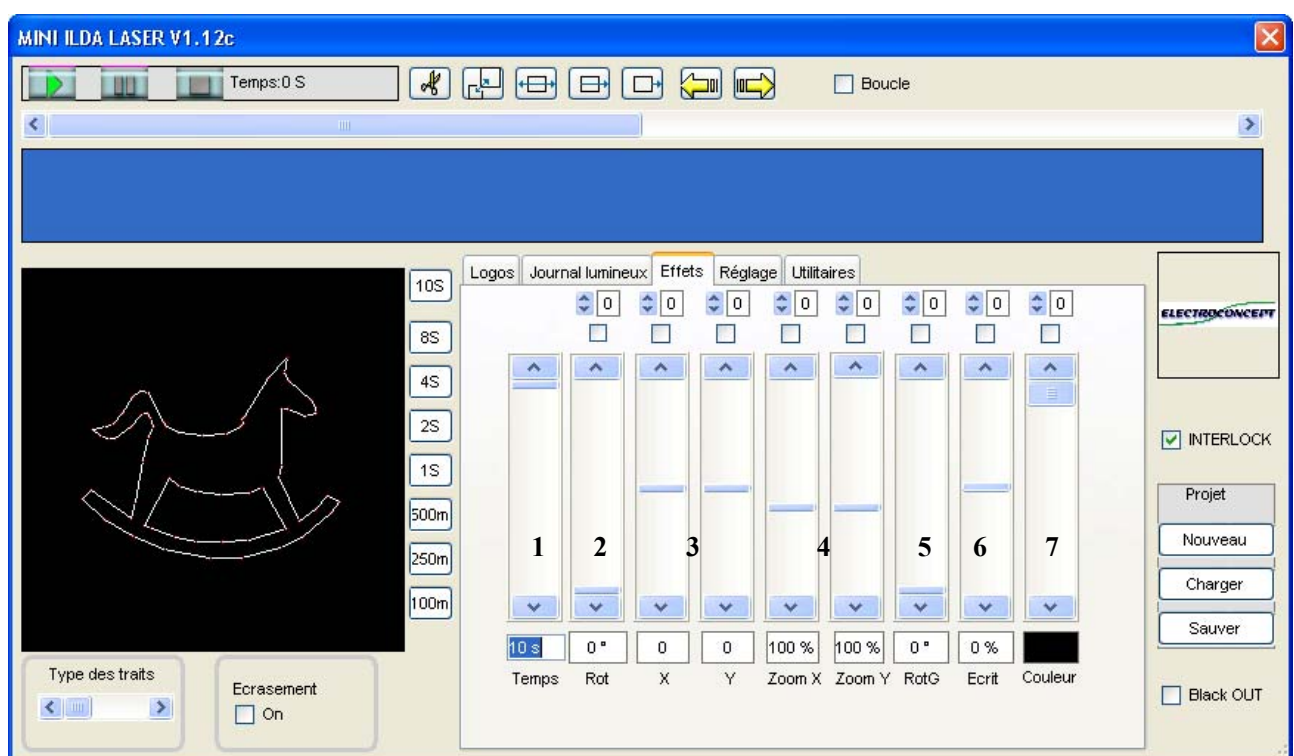 MINI ILDA LASER V1.12c
Temps:0 S
Boucle
Logos Journal lumineux Effets Réglage Utilitaires
10S
8S
4S
2S
1S
500m
250m
100m
0 0 0 0 0 0 0 0
1 2 3 4 5 6 7
10 s 0 ° 0 0 100 % 100 % 0 ° 0 %
Temps Rot X Y Zoom X Zoom Y RotG Ecrit Couleur
ELECTROCONCEPT
INTERLOCK
Projet
Nouveau
Charger
Sauver
Black OUT
Type des traits
Ecrasement
On